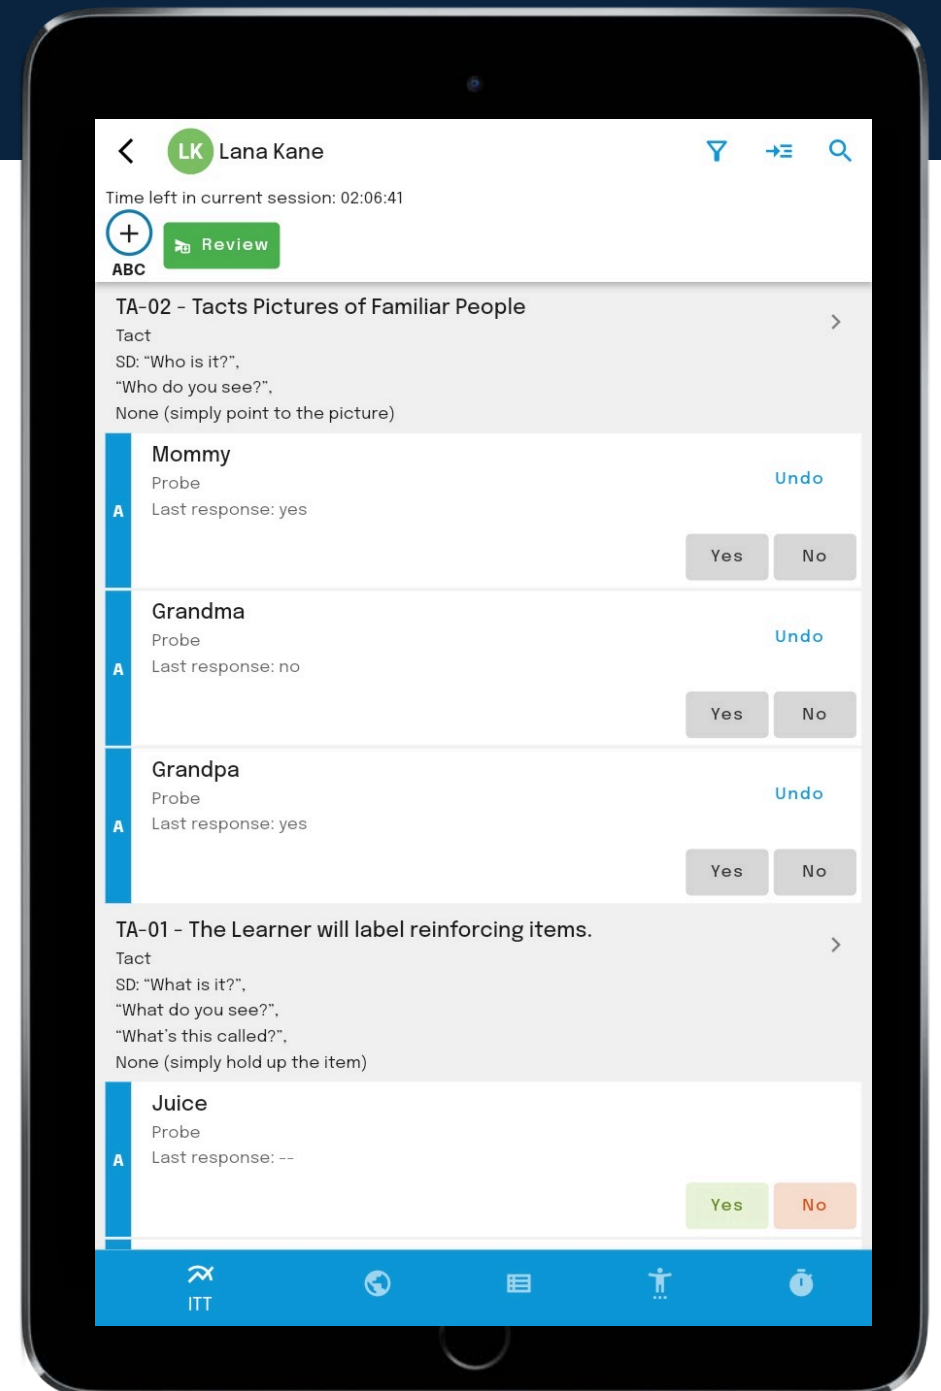 LK Lana Kane
Time left in current session: 02:06:41
ABC
Review
TA-02 - Tacts Pictures of Familiar People
Tact
SD: “Who is it?”,
“Who do you see?”,
None (simply point to the picture)
A
Mommy
Probe
Last response: yes
Undo
Yes No
A
Grandma
Probe
Last response: no
Undo
Yes No
A
Grandpa
Probe
Last response: yes
Undo
Yes No
TA-01 - The Learner will label reinforcing items.
Tact
SD: “What is it?”,
“What do you see?”,
“What’s this called?”,
None (simply hold up the item)
A
Juice
Probe
Last response: --
Yes No
ITT